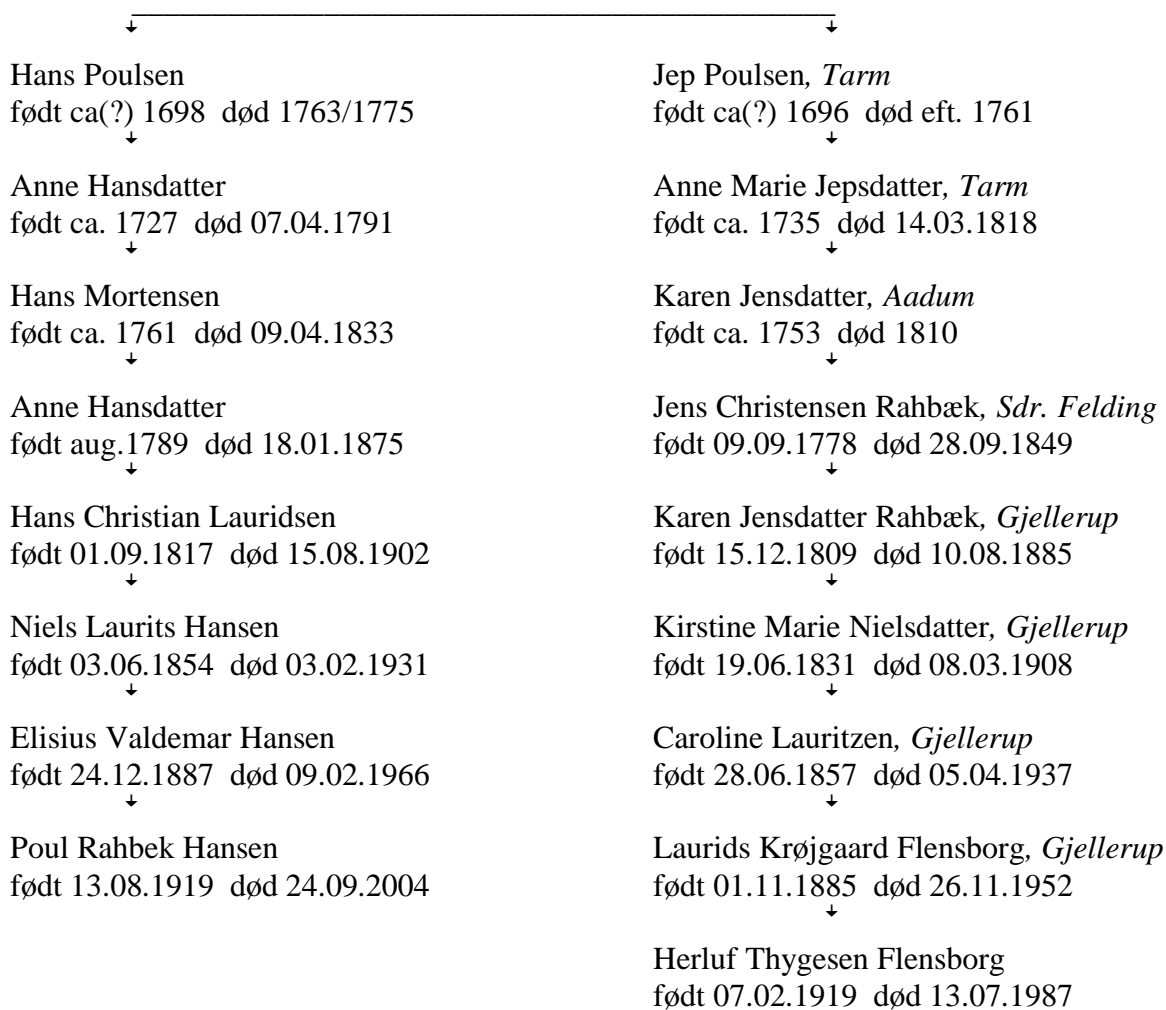 Hans Poulsen
født ca(?) 1698 død 1763/1775
Anne Hansdatter
født ca. 1727 død 07.04.1791
Hans Mortensen
født ca. 1761 død 09.04.1833
Anne Hansdatter
født aug.1789 død 18.01.1875
Hans Christian Lauridsen
født 01.09.1817 død 15.08.1902
Niels Laurits Hansen
født 03.06.1854 død 03.02.1931
Elisius Valdemar Hansen
født 24.12.1887 død 09.02.1966
Poul Rahbek Hansen
født 13.08.1919 død 24.09.2004
Jep Poulsen, Tarm
født ca(?) 1696 død eft. 1761
Anne Marie Jepsdatter, Tarm
født ca. 1735 død 14.03.1818
Karen Jensdatter, Aadum
født ca. 1753 død 1810
Jens Christensen Rahbæk, Sdr. Felding
født 09.09.1778 død 28.09.1849
Karen Jensdatter Rahbæk, Gjellerup
født 15.12.1809 død 10.08.1885
Kirstine Marie Nielsdatter, Gjellerup
født 19.06.1831 død 08.03.1908
Caroline Lauritzen, Gjellerup
født 28.06.1857 død 05.04.1937
Laurids Krøjgaard Flensborg, Gjellerup
født 01.11.1885 død 26.11.1952
Herluf Thygesen Flensborg
født 07.02.1919 død 13.07.1987